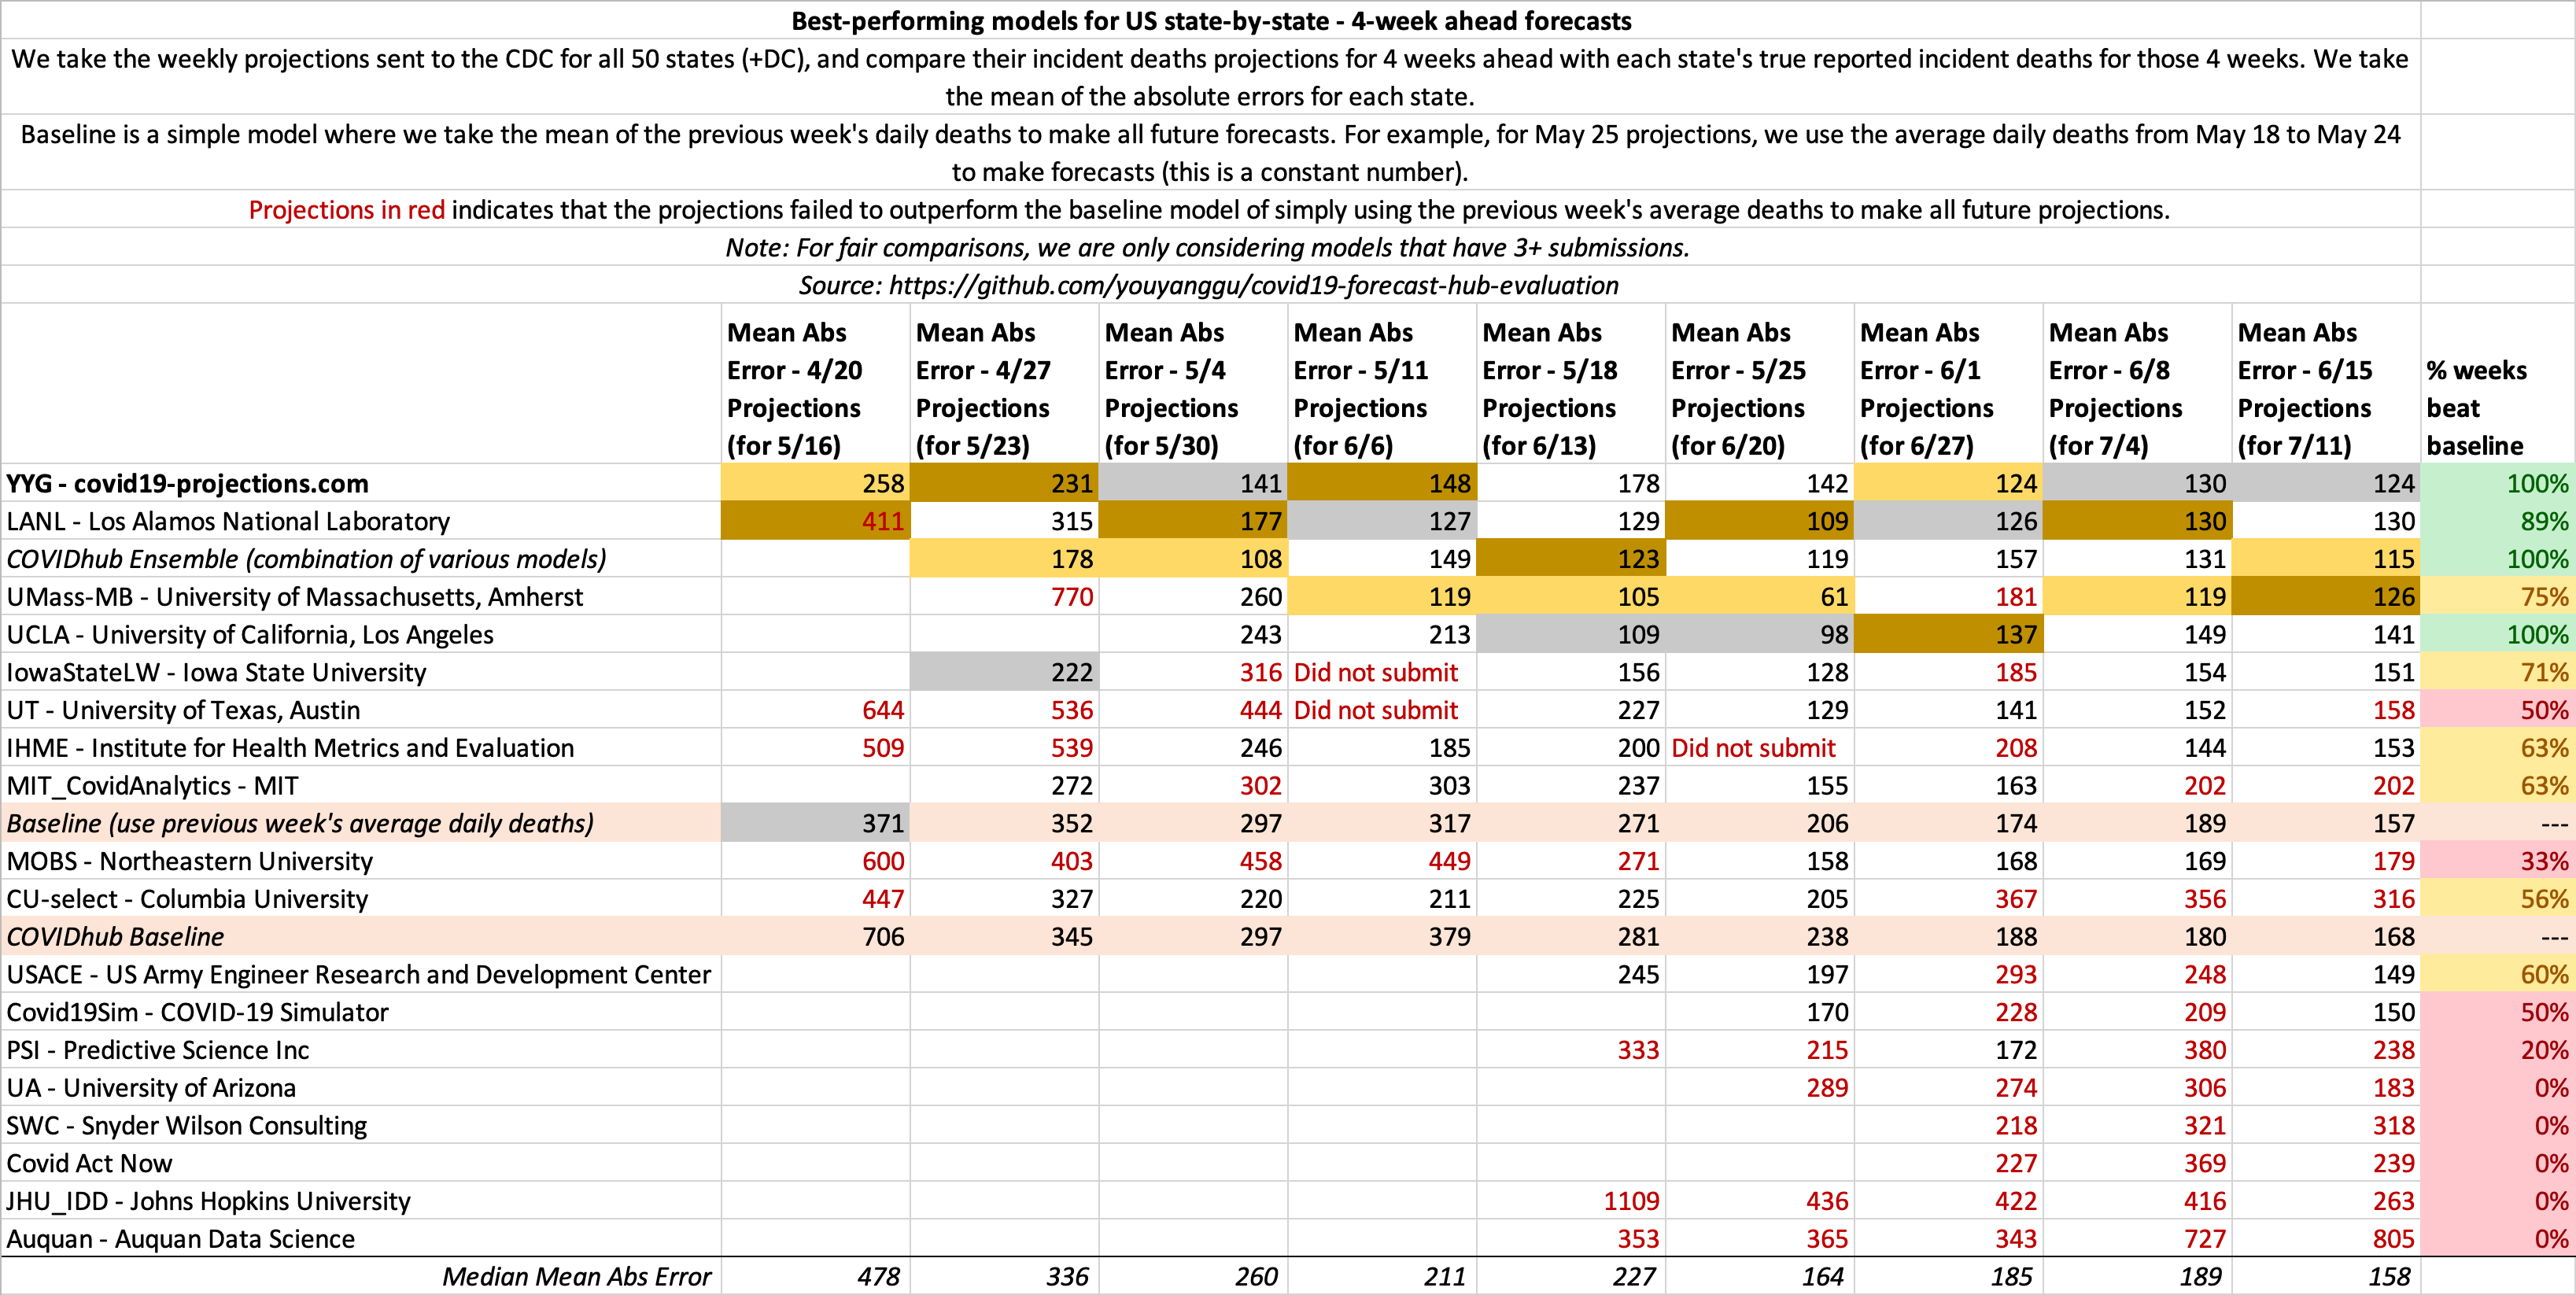 Best-performing models for US state-by-state - 4-week ahead forecasts
We take the weekly projections sent to the CDC for all 50 states (+DC), and compare their incident deaths projections for 4 weeks ahead with each state's true reported incident deaths for those 4 weeks. We take
the mean of the absolute errors for each state.
Baseline is a simple model where we take the mean of the previous week's daily deaths to make all future forecasts. For example, for May 25 projections, we use the average daily deaths from May 18 to May 24
to make forecasts (this is a constant number).
Projections in red indicates that the projections failed to outperform the baseline model of simply using the previous week's average deaths to make all future projections.
Note: For fair comparisons, we are only considering models that have 3+ submissions.
Source: https://github.com/youyanggu/covid19-forecast-hub-evaluation
Mean Abs Mean Abs Mean Abs Mean Abs Mean Abs Mean Abs Mean Abs Mean Abs Mean Abs
Error - 4/20 Error - 4/27 Error - 5/4 Error - 5/11 Error - 5/18 Error - 5/25 Error - 6/1 Error - 6/8 Error - 6/15 % weeks
Projections Projections Projections Projections Projections Projections Projections Projections Projections beat
(for 5/16) (for 5/23) (for 5/30) (for 6/6) (for 6/13) (for 6/20) (for 6/27) (for 7/4) (for 7/11) baseline
YYG - covid19-projections.com 258 231 141 148 178 142 124 130 124 100%
LANL - Los Alamos National Laboratory 411 315 177 127 129 109 126 130 130 89%
COVIDhub Ensemble (combination of various models) 178 108 149 123 119 157 131 115 100%
UMass-MB - University of Massachusetts, Amherst 770 260 119 105 61 181 119 126 75%
UCLA - University of California, Los Angeles 243 213 109 98 137 149 141 100%
IowaStateLW - Iowa State University 222 316 Did not submit 156 128 185 154 151 71%
UT - University of Texas, Austin 644 536 444 Did not submit 227 129 141 152 158 50%
IHME - Institute for Health Metrics and Evaluation 509 539 246 185 200 Did not submit 208 144 153 63%
MIT_CovidAnalytics - MIT 272 302 303 237 155 163 202 202 63%
Baseline (use previous week's average daily deaths) 371 352 297 317 271 206 174 189 157 ---
MOBS - Northeastern University 600 403 458 449 271 158 168 169 179 33%
CU-select - Columbia University 447 327 220 211 225 205 367 356 316 56%
COVIDhub Baseline 706 345 297 379 281 238 188 180 168 ---
USACE - US Army Engineer Research and Development Center 245 197 293 248 149 60%
Covid19Sim - COVID-19 Simulator 170 228 209 150 50%
PSI - Predictive Science Inc 333 215 172 380 238 20%
UA - University of Arizona 289 274 306 183 0%
SWC - Snyder Wilson Consulting 218 321 318 0%
Covid Act Now 227 369 239 0%
JHU_IDD - Johns Hopkins University 1109 436 422 416 263 0%
Auquan - Auquan Data Science 353 365 343 727 805 0%
Median Mean Abs Error 478 336 260 211 227 164 185 189 158